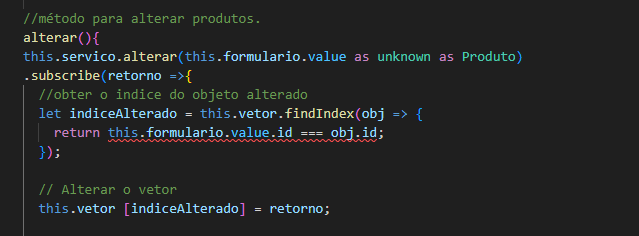 //método para alterar produtos.
alterar(){
this.servico.alterar(this.formulario.value as unknown as Produto)
.subscribe(retorno =>{
//obter o indice do objeto alterado
let indiceAlterado = this.vetor.findIndex(obj => {
return this.formulario.value.id === obj.id;
});
// Alterar o vetor
this.vetor [indiceAlterado] = retorno;